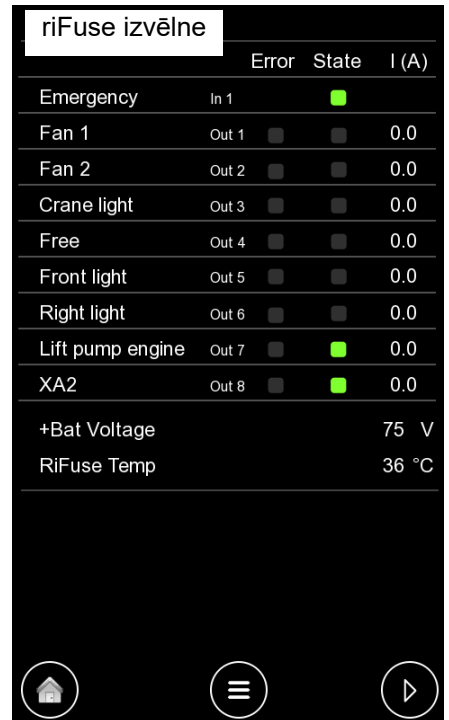 riFuse izvēlne
Error State I (A)
Emergency In 1
Fan 1 Out 1 0.0
Fan 2 Out 2 0.0
Crane light Out 3 0.0
Free Out 4 0.0
Front light Out 5 0.0
Right light Out 6 0.0
Lift pump engine Out 7 0.0
XA2 Out 8 0.0
+Bat Voltage 75 V
RiFuse Temp 36 °C